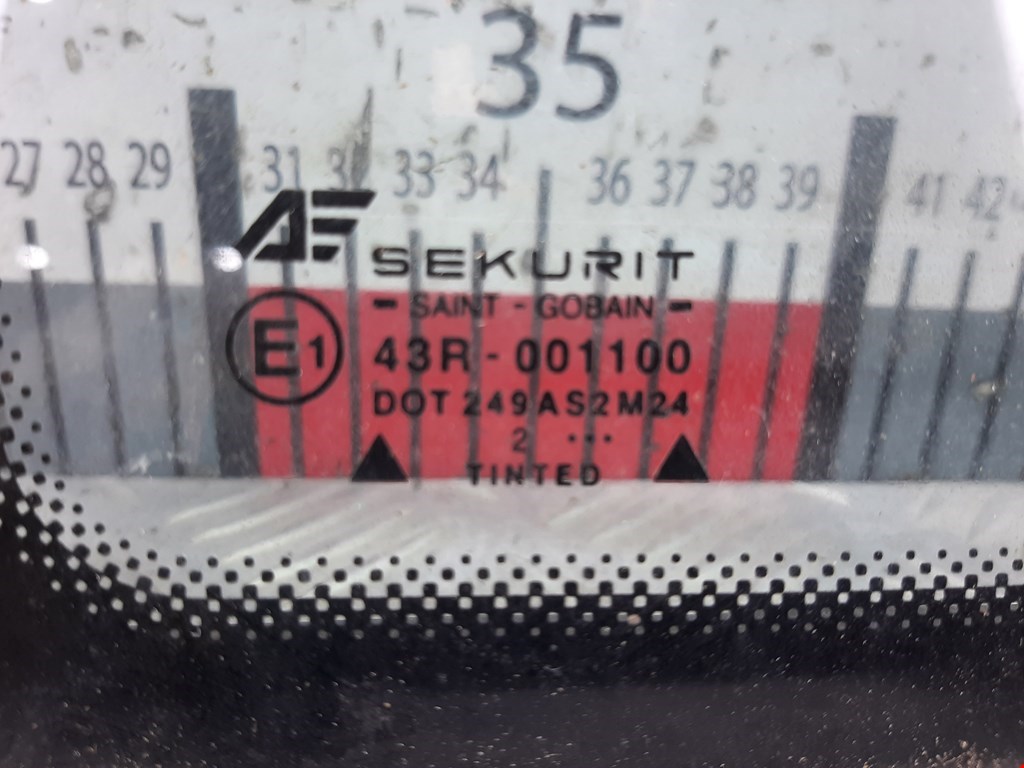 35
27 28 29 31 33 34 36 37 38 39 41 42
SEKURIT
- SAINT - GOBAIN -
E1
43R - 001100
DOT 249 AS2 M24
2 ...
TINTED